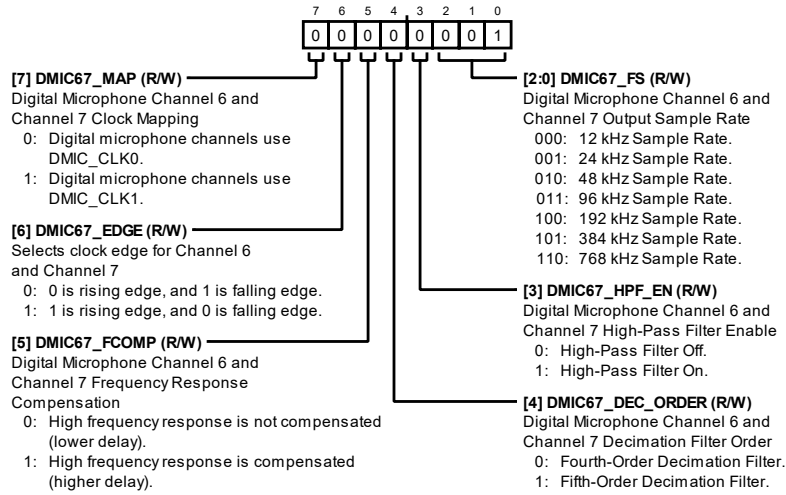 7 6 5 4 3 2 1 0
0 0 0 0 0 0 0 1
[7] DMIC67_MAP (R/W)
Digital Microphone Channel 6 and
Channel 7 Clock Mapping
0: Digital microphone channels use
DMIC_CLK0.
1: Digital microphone channels use
DMIC_CLK1.
[6] DMIC67_EDGE (R/W)
Selects clock edge for Channel 6
and Channel 7
0: 0 is rising edge, and 1 is falling edge.
1: 1 is rising edge, and 0 is falling edge.
[5] DMIC67_FCOMP (R/W)
Digital Microphone Channel 6 and
Channel 7 Frequency Response
Compensation
0: High frequency response is not compensated
(lower delay).
1: High frequency response is compensated
(higher delay).
[2:0] DMIC67_FS (R/W)
Digital Microphone Channel 6 and
Channel 7 Output Sample Rate
000: 12 kHz Sample Rate.
001: 24 kHz Sample Rate.
010: 48 kHz Sample Rate.
011: 96 kHz Sample Rate.
100: 192 kHz Sample Rate.
101: 384 kHz Sample Rate.
110: 768 kHz Sample Rate.
[3] DMIC67_HPF_EN (R/W)
Digital Microphone Channel 6 and
Channel 7 High-Pass Filter Enable
0: High-Pass Filter Off.
1: High-Pass Filter On.
[4] DMIC67_DEC_ORDER (R/W)
Digital Microphone Channel 6 and
Channel 7 Decimation Filter Order
0: Fourth-Order Decimation Filter.
1: Fifth-Order Decimation Filter.